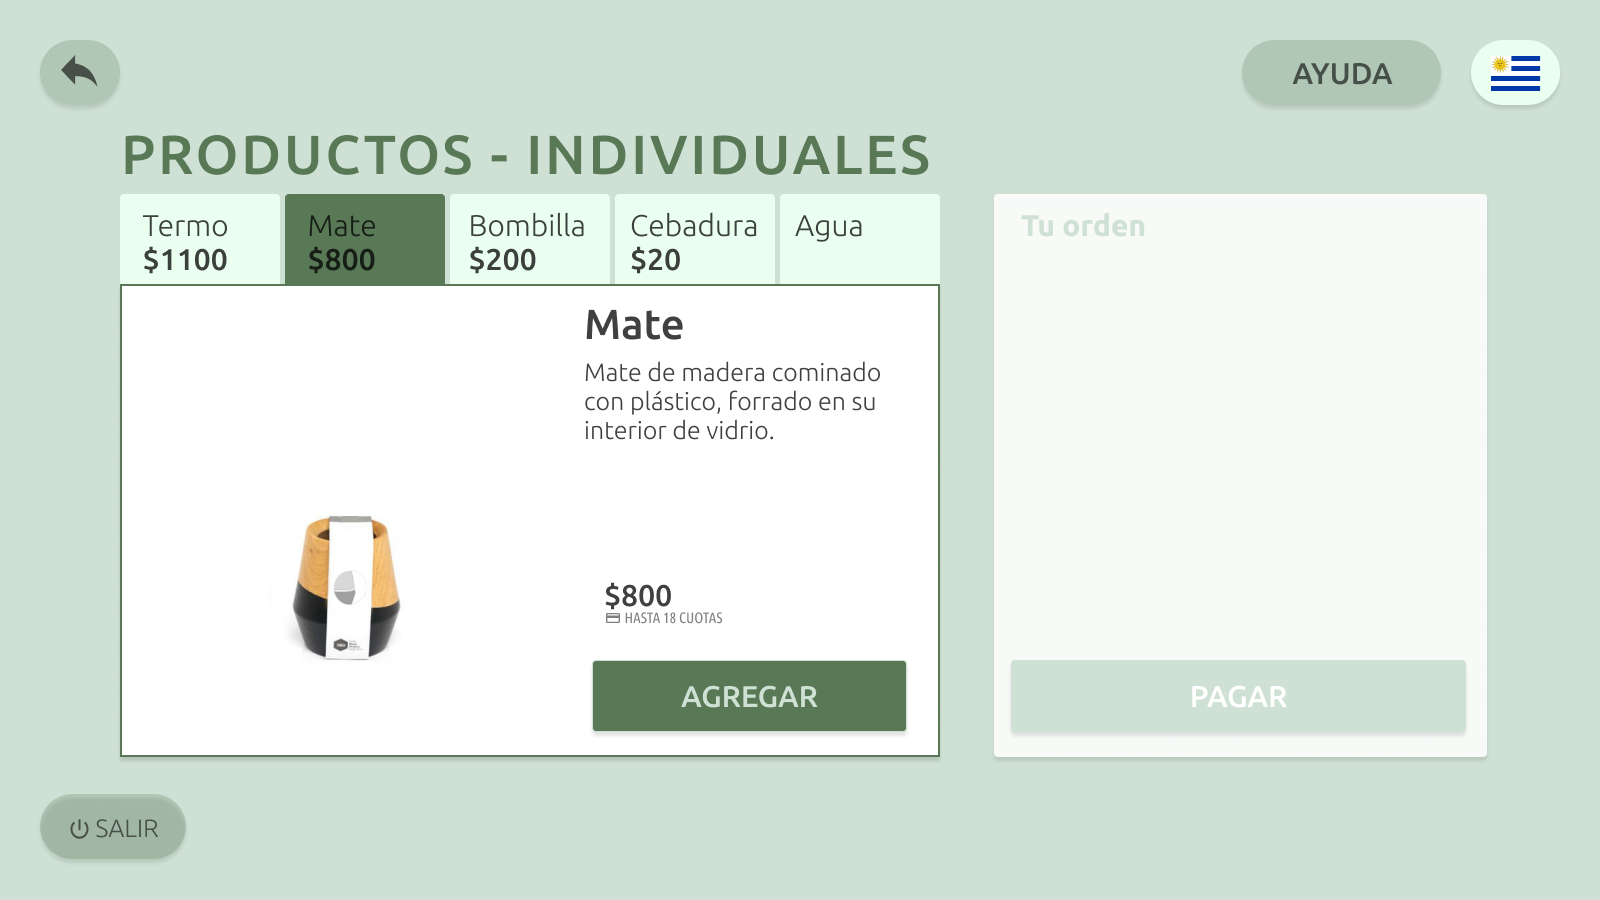 AYUDA
PRODUCTOS - INDIVIDUALES
Termo
$1100
Mate
$800
Bombilla
$200
Cebadura
$20
Agua
Tu orden
Mate
Mate de madera cominado
con plástico, forrado en su
interior de vidrio.
$800
HASTA 18 CUOTAS
AGREGAR
PAGAR
SALIR